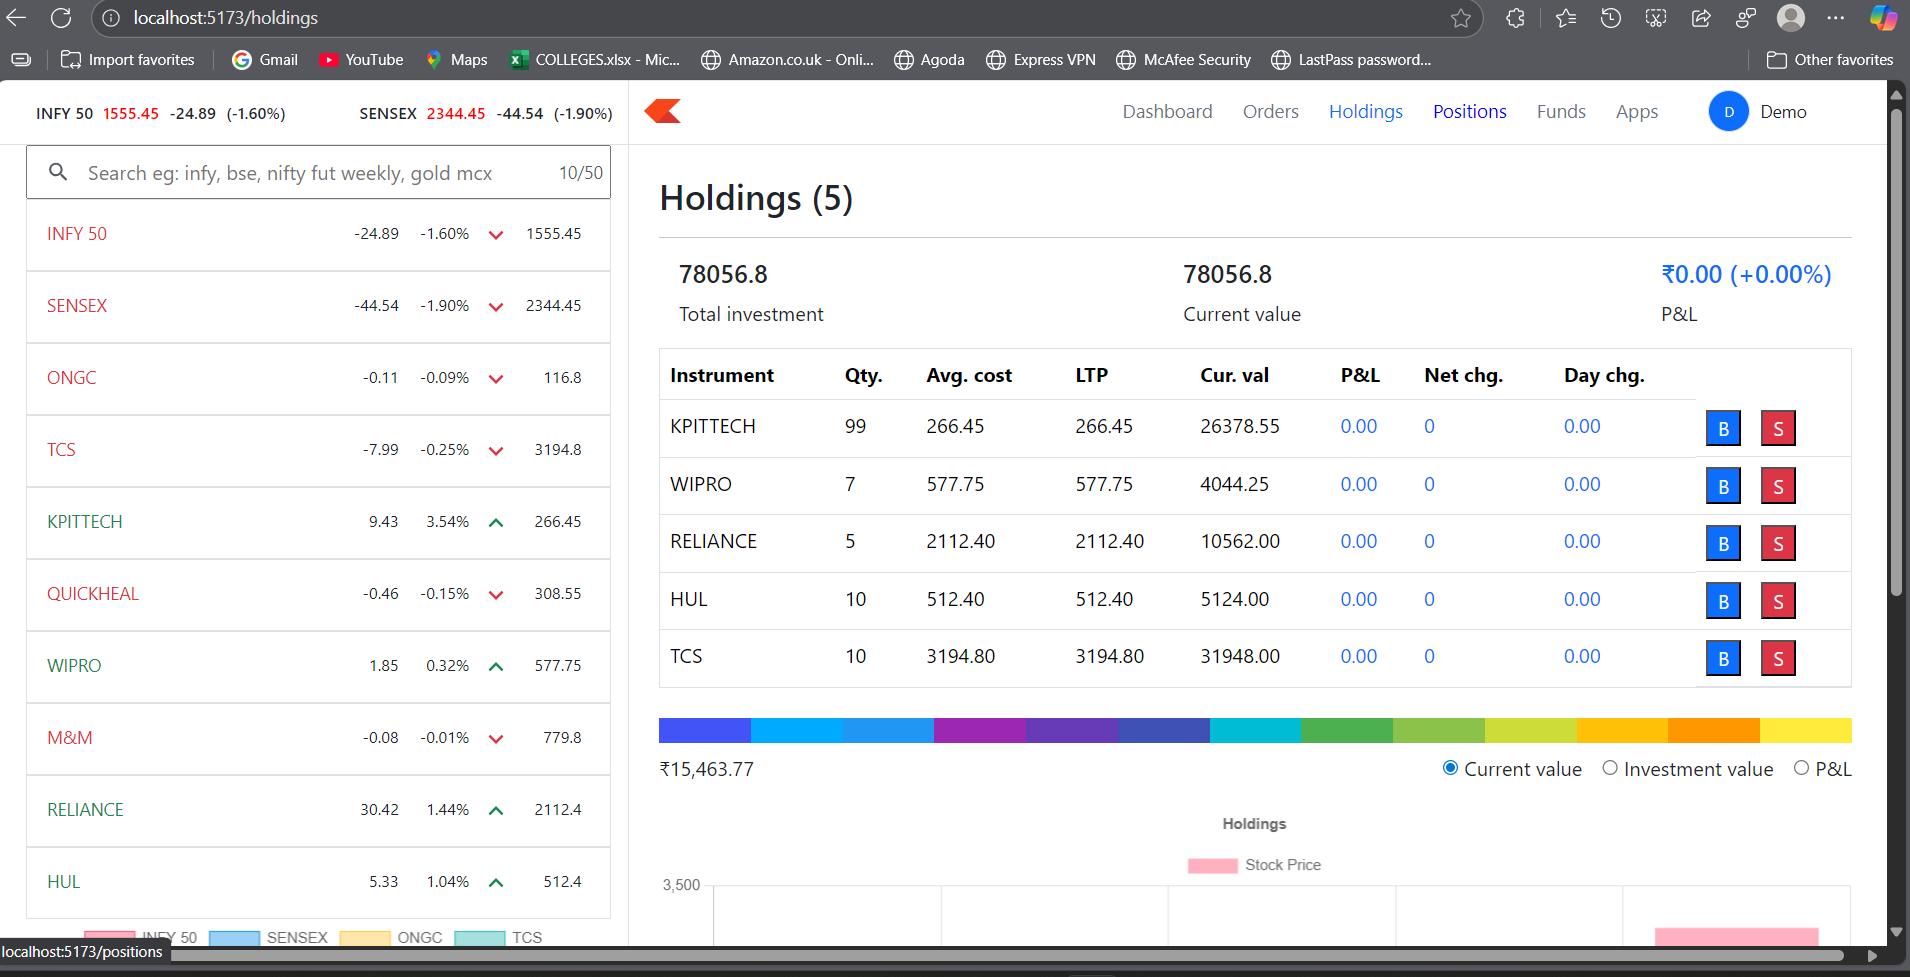 localhost:5173/holdings
Import favorites Gmail YouTube Maps COLLEGES.xlsx - Mic... Amazon.co.uk - Onli... Agoda Express VPN McAfee Security LastPass password... Other favorites
INFY 50 1555.45 -24.89 (-1.60%) SENSEX 2344.45 -44.54 (-1.90%)
Dashboard Orders Holdings Positions Funds Apps D Demo
Search eg: infy, bse, nifty fut weekly, gold mcx 10/50
INFY 50 -24.89 -1.60% 1555.45
SENSEX -44.54 -1.90% 2344.45
ONGC -0.11 -0.09% 116.8
TCS -7.99 -0.25% 3194.8
KPITTECH 9.43 3.54% 266.45
QUICKHEAL -0.46 -0.15% 308.55
WIPRO 1.85 0.32% 577.75
M&M -0.08 -0.01% 779.8
RELIANCE 30.42 1.44% 2112.4
HUL 5.33 1.04% 512.4
INFY 50 SENSEX ONGC TCS
localhost:5173/positions
Holdings (5)
78056.8 78056.8 ₹0.00 (+0.00%)
Total investment Current value P&L
Instrument Qty. Avg. cost LTP Cur. val P&L Net chg. Day chg.
KPITTECH 99 266.45 266.45 26378.55 0.00 0 0.00 B S
WIPRO 7 577.75 577.75 4044.25 0.00 0 0.00 B S
RELIANCE 5 2112.40 2112.40 10562.00 0.00 0 0.00 B S
HUL 10 512.40 512.40 5124.00 0.00 0 0.00 B S
TCS 10 3194.80 3194.80 31948.00 0.00 0 0.00 B S
₹15,463.77 Current value Investment value P&L
Holdings
Stock Price
3,500